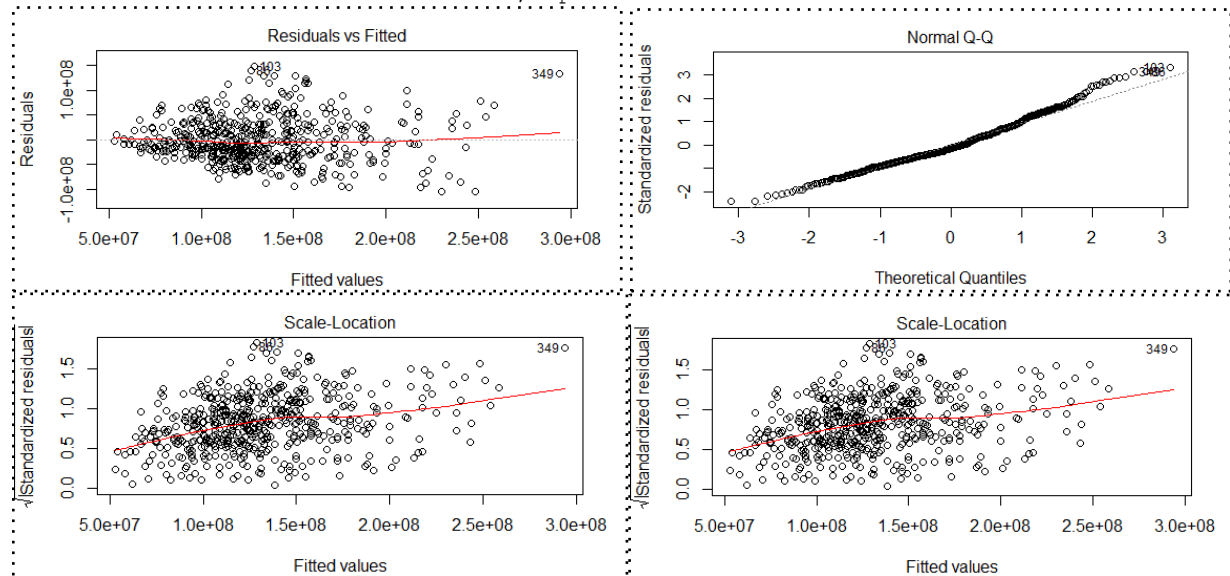 Residuals vs Fitted
Residuals
-1.0e+08
1.0e+08
103
86
349
5.0e+07
1.0e+08
1.5e+08
2.0e+08
2.5e+08
3.0e+08
Fitted values
Normal Q-Q
Standardized residuals
-2
0
1
2
3
103
-3
-2
-1
0
1
2
3
Theoretical Quantiles
Scale-Location
√|Standardized residuals|
0.0
0.5
1.0
1.5
103
86
349
5.0e+07
1.0e+08
1.5e+08
2.0e+08
2.5e+08
3.0e+08
Fitted values
Scale-Location
√|Standardized residuals|
0.0
0.5
1.0
1.5
103
86
349
5.0e+07
1.0e+08
1.5e+08
2.0e+08
2.5e+08
3.0e+08
Fitted values